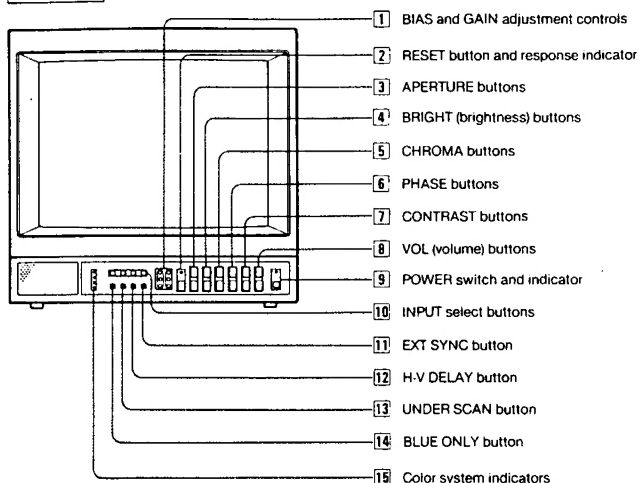 1 BIAS and GAIN adjustment controls
2 RESET button and response indicator
3 APERTURE buttons
4 BRIGHT (brightness) buttons
5 CHROMA buttons
6 PHASE buttons
7 CONTRAST buttons
8 VOL (volume) buttons
9 POWER switch and indicator
10 INPUT select buttons
11 EXT SYNC button
12 H-V DELAY button
13 UNDER SCAN button
14 BLUE ONLY button
15 Color system indicators